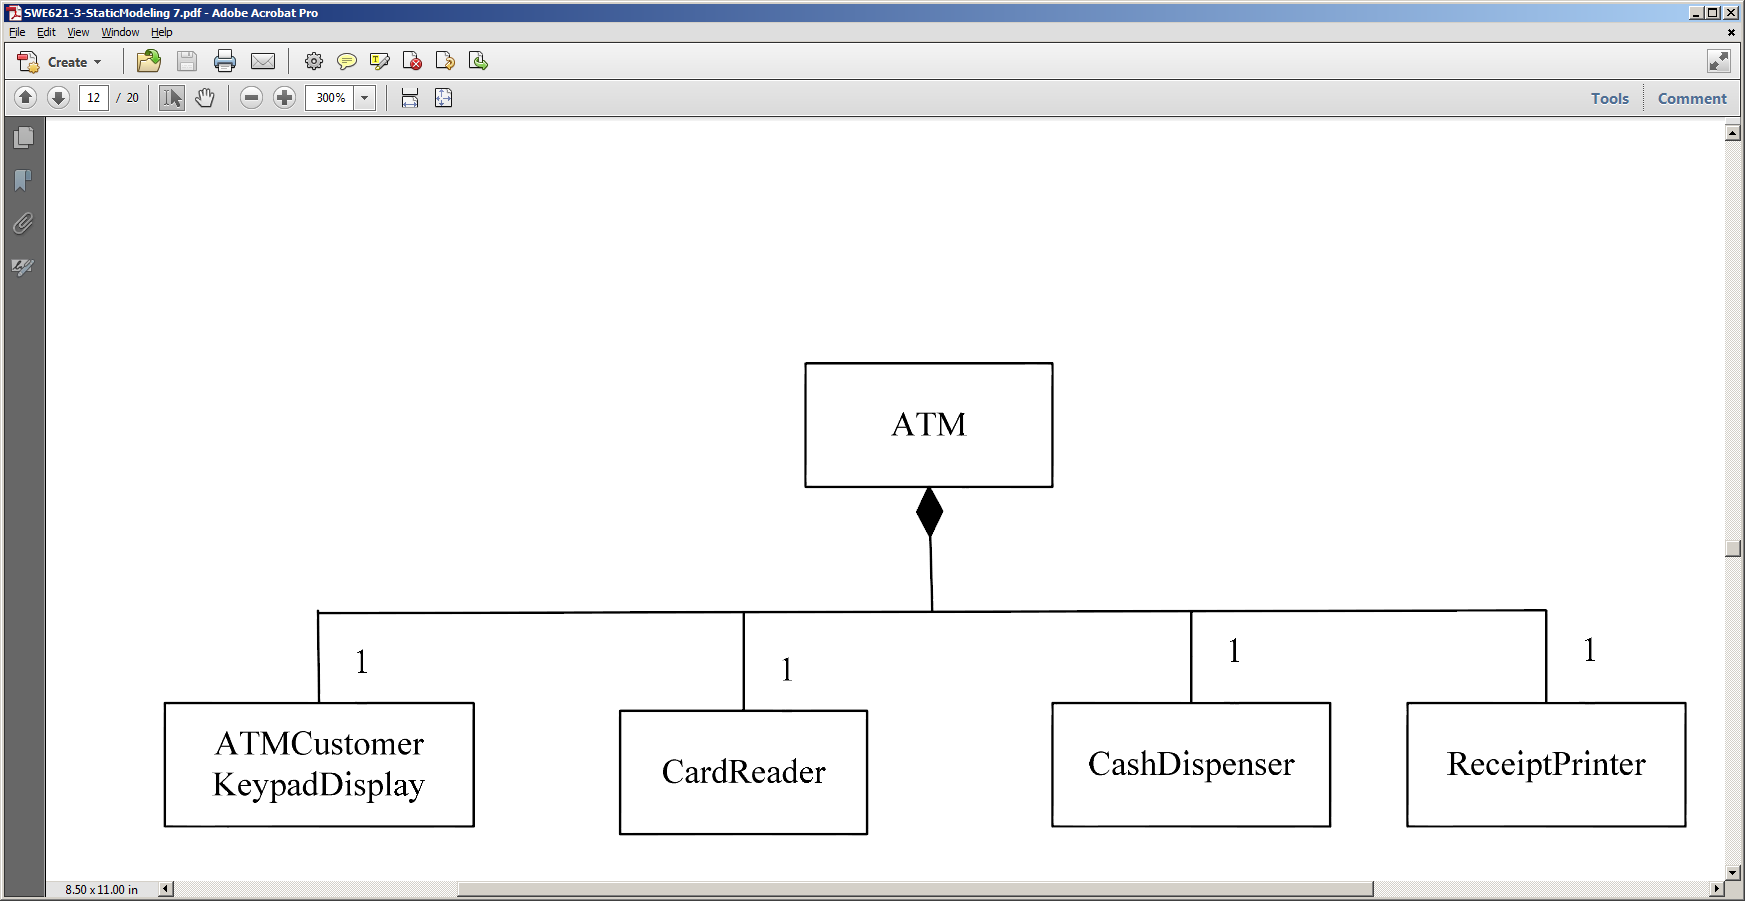 SWE621-3-StaticModeling 7.pdf - Adobe Acrobat Pro
File Edit View Window Help
Create
12 / 20 300% Tools Comment
ATM
1 1 1 1
ATMCustomer
KeypadDisplay
CardReader
CashDispenser
ReceiptPrinter
8.50 x 11.00 in